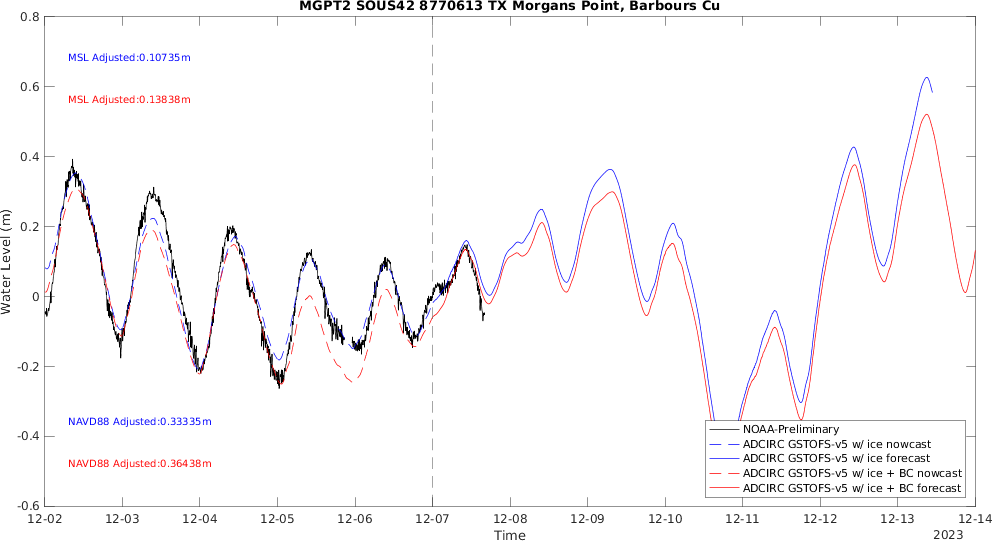 MGPT2 SOUS42 8770613 TX Morgans Point, Barbours Cu
MSL Adjusted:0.10735m
MSL Adjusted:0.13838m
NAVD88 Adjusted:0.33335m
NAVD88 Adjusted:0.36438m
Water Level (m)
0.8
0.6
0.4
0.2
0
-0.2
-0.4
-0.6
NOAA-Preliminary
ADCIRC GSTOFS-v5 w/ ice nowcast
ADCIRC GSTOFS-v5 w/ ice forecast
ADCIRC GSTOFS-v5 w/ ice + BC nowcast
ADCIRC GSTOFS-v5 w/ ice + BC forecast
12-02 12-03 12-04 12-05 12-06 12-07 12-08 12-09 12-10 12-11 12-12 12-13 12-14
Time
2023